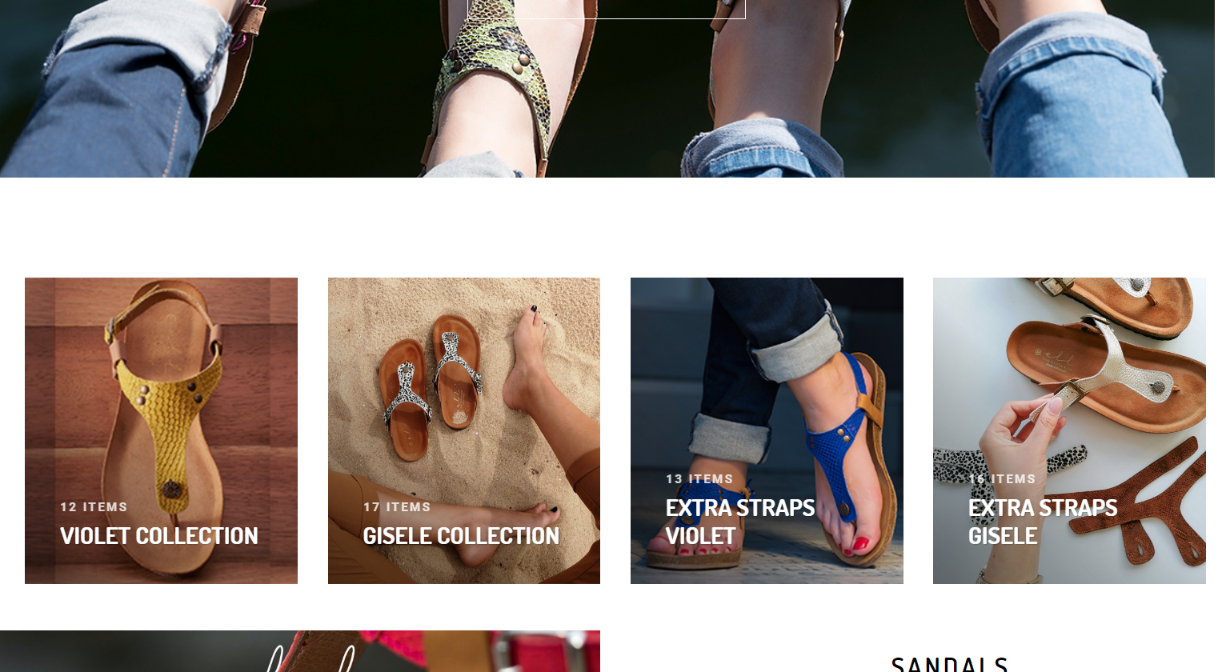 12 ITEMS
VIOLET COLLECTION
17 ITEMS
GISELE COLLECTION
13 ITEMS
EXTRA STRAPS
VIOLET
16 ITEMS
EXTRA STRAPS
GISELE
SANDALS